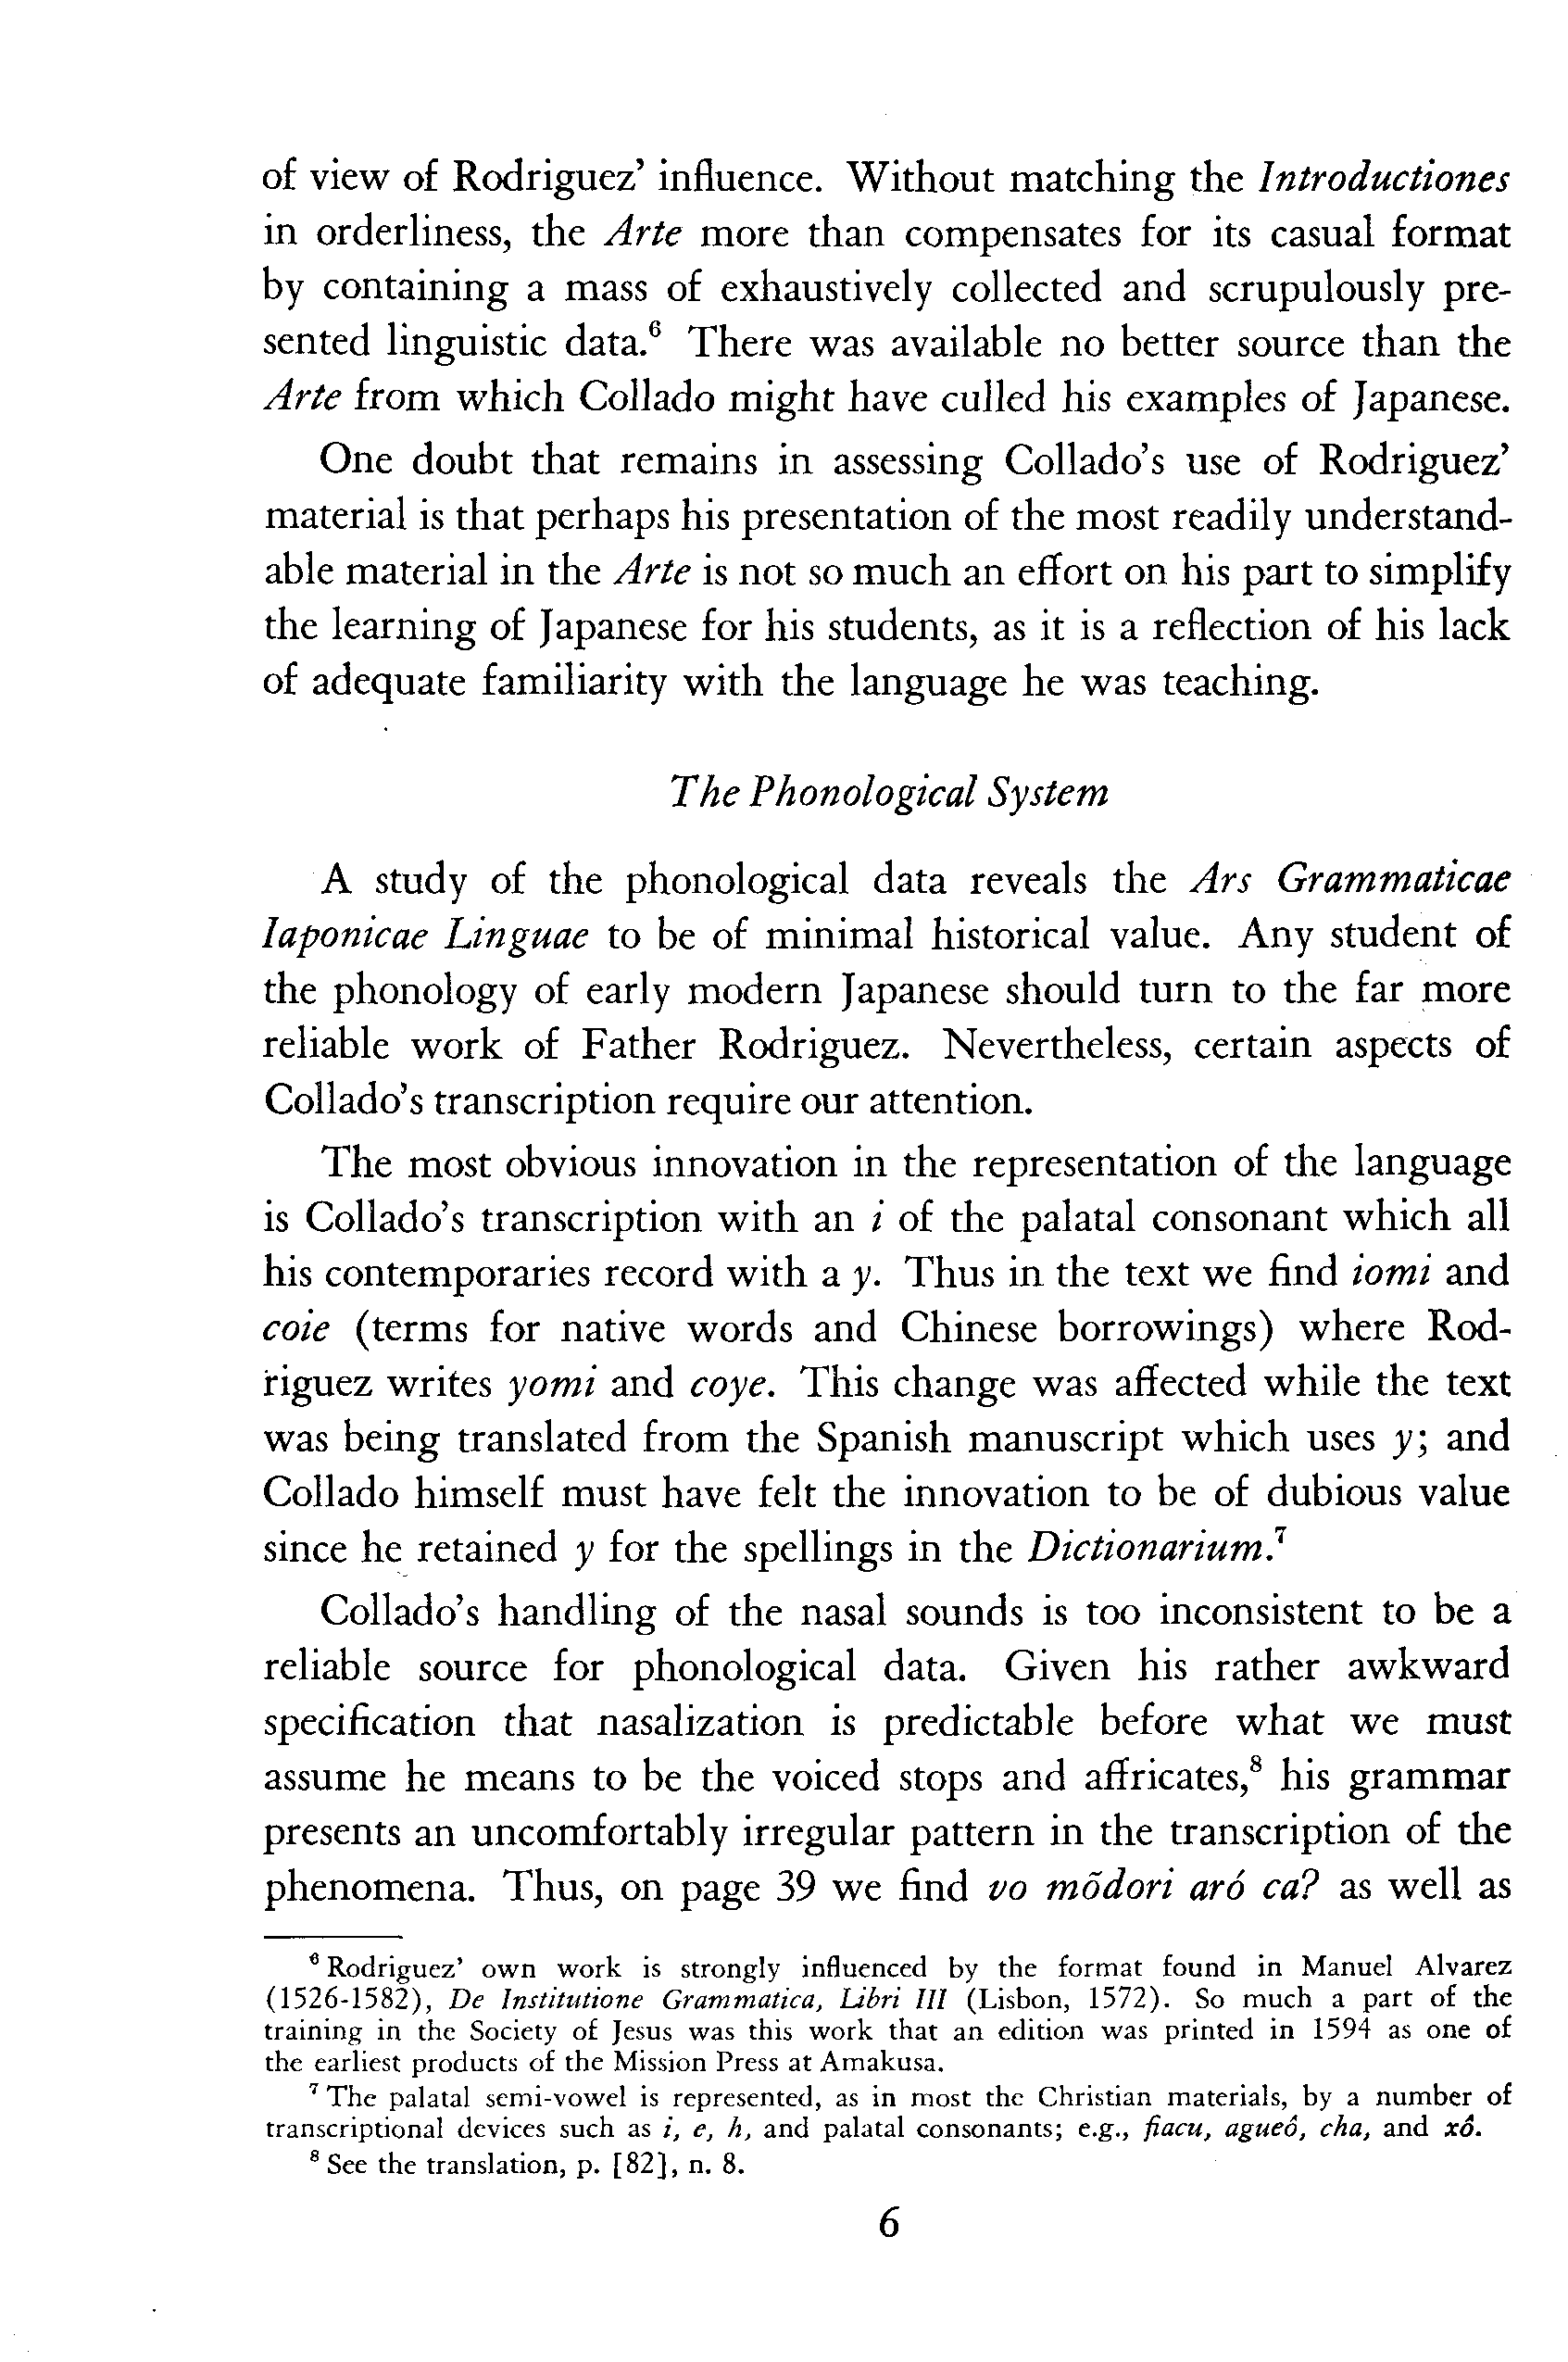 of view of Rodriguez’ influence. Without matching the Introductiones
in orderliness, the Arte more than compensates for its casual format
by containing a mass of exhaustively collected and scrupulously pre-
sented linguistic data.⁶ There was available no better source than the
Arte from which Collado might have culled his examples of Japanese.
One doubt that remains in assessing Collado’s use of Rodriguez’
material is that perhaps his presentation of the most readily understand-
able material in the Arte is not so much an effort on his part to simplify
the learning of Japanese for his students, as it is a reflection of his lack
of adequate familiarity with the language he was teaching.
The Phonological System
A study of the phonological data reveals the Ars Grammaticae
Iaponicae Linguae to be of minimal historical value. Any student of
the phonology of early modern Japanese should turn to the far more
reliable work of Father Rodriguez. Nevertheless, certain aspects of
Collado’s transcription require our attention.
The most obvious innovation in the representation of the language
is Collado’s transcription with an i of the palatal consonant which all
his contemporaries record with a y. Thus in the text we find iomi and
coie (terms for native words and Chinese borrowings) where Rod-
riguez writes yomi and coye. This change was affected while the text
was being translated from the Spanish manuscript which uses y; and
Collado himself must have felt the innovation to be of dubious value
since he retained y for the spellings in the Dictionarium.⁷
Collado’s handling of the nasal sounds is too inconsistent to be a
reliable source for phonological data. Given his rather awkward
specification that nasalization is predictable before what we must
assume he means to be the voiced stops and affricates,⁸ his grammar
presents an uncomfortably irregular pattern in the transcription of the
phenomena. Thus, on page 39 we find vo mõdori aró ca? as well as
⁶ Rodriguez’ own work is strongly influenced by the format found in Manuel Alvarez
(1526-1582), De Institutione Grammatica, Libri III (Lisbon, 1572). So much a part of the
training in the Society of Jesus was this work that an edition was printed in 1594 as one of
the earliest products of the Mission Press at Amakusa.
⁷ The palatal semi-vowel is represented, as in most the Christian materials, by a number of
transcriptional devices such as i, e, h, and palatal consonants; e.g., fiacu, agueô, cha, and xô.
⁸ See the translation, p. [82], n. 8.
6